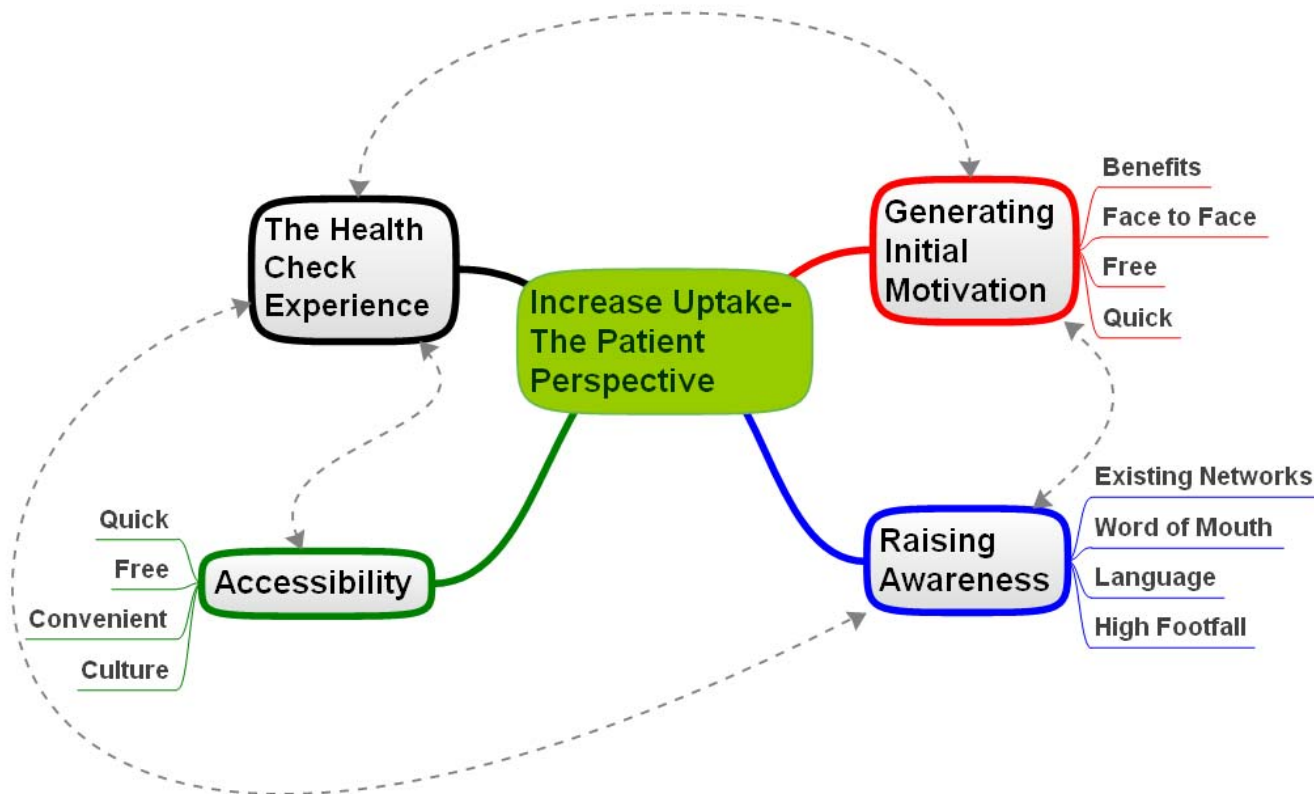 The Health
Check
Experience
Increase Uptake-
The Patient
Perspective
Generating
Initial
Motivation
Benefits
Face to Face
Free
Quick
Quick
Free
Convenient
Culture
Accessibility
Raising
Awareness
Existing Networks
Word of Mouth
Language
High Footfall